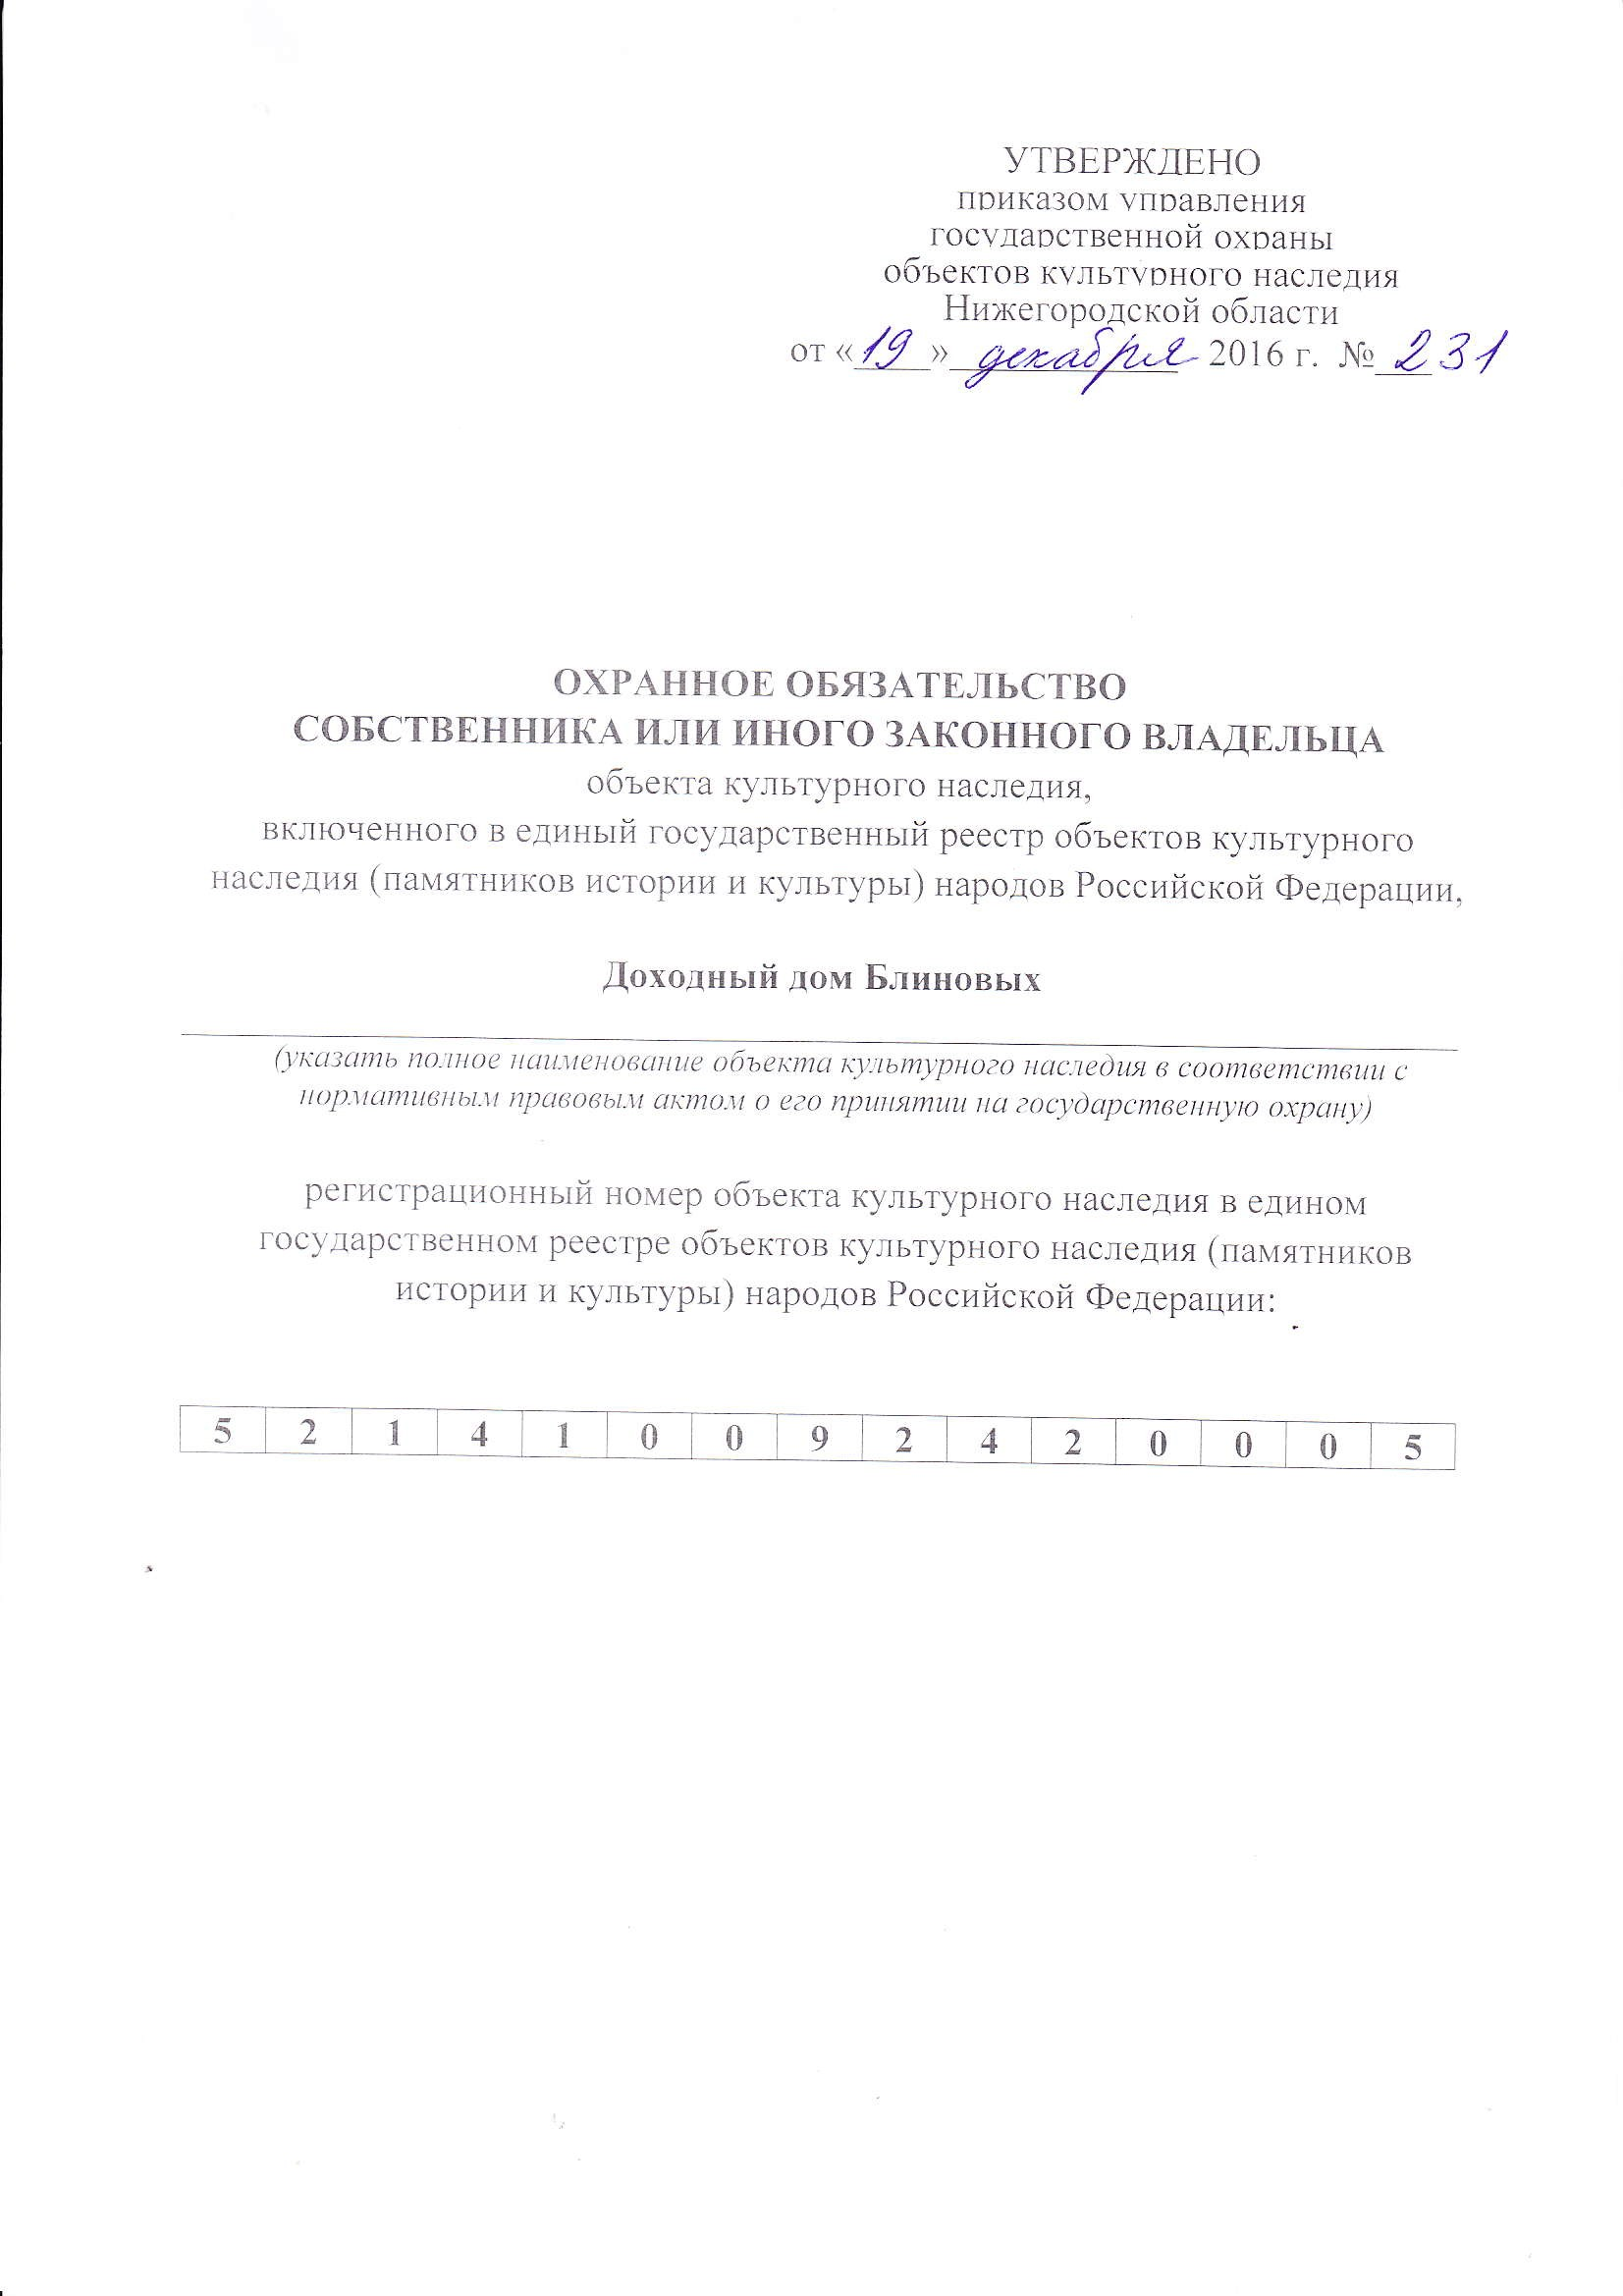 УТВЕРЖДЕНО
приказом управления
государственной охраны
объектов культурного наследия
Нижегородской области
от «19» декабря 2016 г. № 231
ОХРАННОЕ ОБЯЗАТЕЛЬСТВО
СОБСТВЕННИКА ИЛИ ИНОГО ЗАКОННОГО ВЛАДЕЛЬЦА
объекта культурного наследия,
включенного в единый государственный реестр объектов культурного
наследия (памятников истории и культуры) народов Российской Федерации,
Доходный дом Блиновых
(указать полное наименование объекта культурного наследия в соответствии с
нормативным правовым актом о его принятии на государственную охрану)
регистрационный номер объекта культурного наследия в едином
государственном реестре объектов культурного наследия (памятников
истории и культуры) народов Российской Федерации:
5 2 1 4 1 0 0 9 2 4 2 0 0 0 5